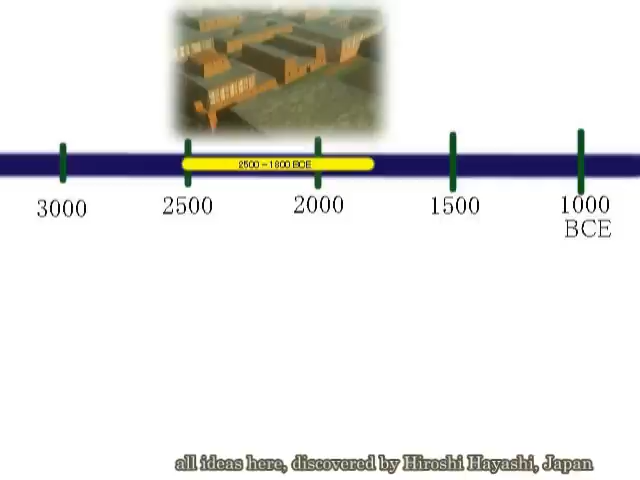 2500 – 1800 BCE
3000 2500 2000 1500 1000
BCE
all ideas here, discovered by Hiroshi Hayashi, Japan